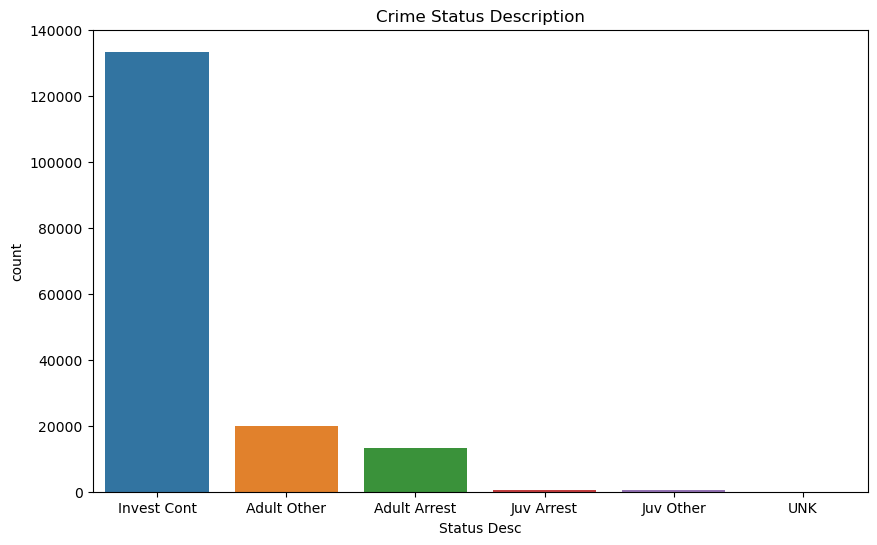 Crime Status Description
140000
120000
100000
80000
60000
40000
20000
0
count
Invest Cont Adult Other Adult Arrest Juv Arrest Juv Other UNK
Status Desc